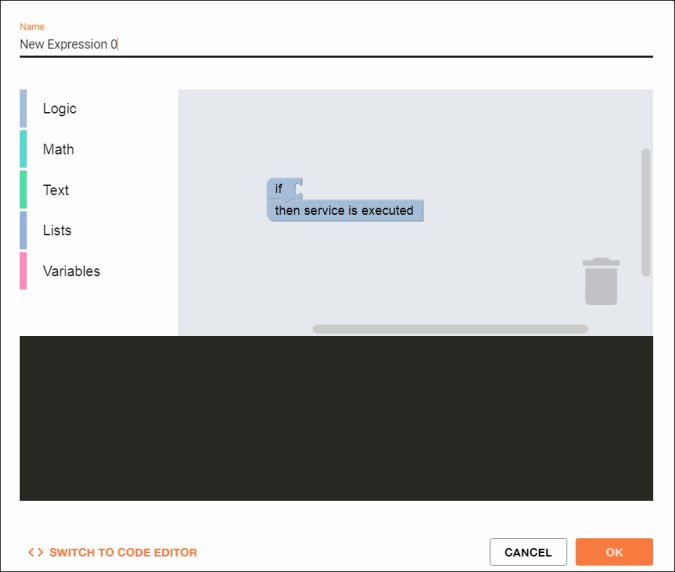 Name
New Expression 0
Logic
Math
Text
Lists
Variables
if
then service is executed
<> SWITCH TO CODE EDITOR
CANCEL
OK